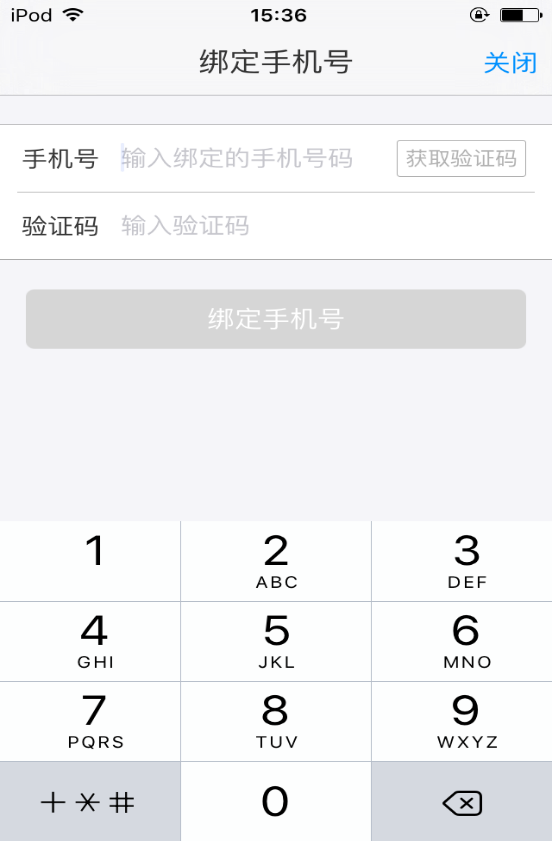 iPod 15:36
绑定手机号 关闭
手机号 输入绑定的手机号码 获取验证码
验证码 输入验证码
绑定手机号
1 2 3
ABC DEF
4 5 6
GHI JKL MNO
7 8 9
PQRS TUV WXYZ
+*# 0